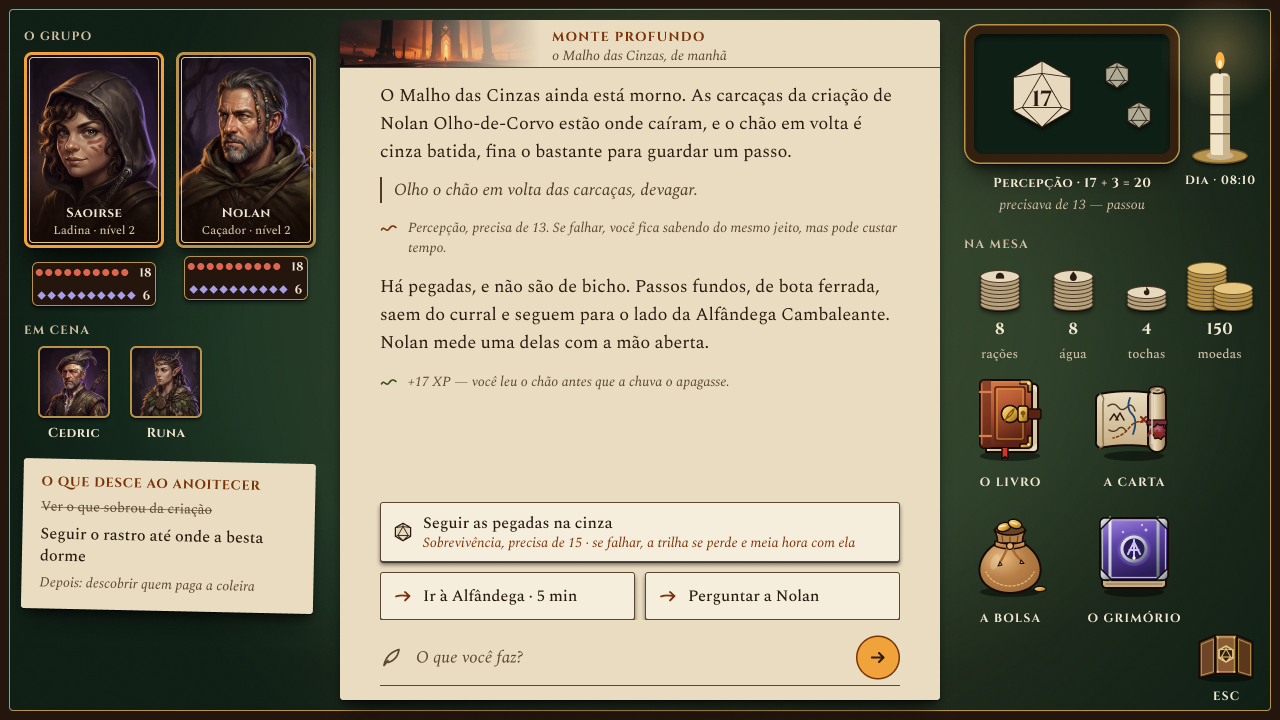 O GRUPO
SAOIRSE
Ladina · nível 2
NOLAN
Caçador · nível 2
18
6
18
6
EM CENA
CEDRIC
RUNA
O QUE DESCE AO ANOITECER
Ver o que sobrou da criação
Seguir o rastro até onde a besta
dorme
Depois: descobrir quem paga a coleira
MONTE PROFUNDO
o Malho das Cinzas, de manhã
O Malho das Cinzas ainda está morno. As carcaças da criação de
Nolan Olho-de-Corvo estão onde caíram, e o chão em volta é
cinza batida, fina o bastante para guardar um passo.
Olho o chão em volta das carcaças, devagar.
Percepção, precisa de 13. Se falhar, você fica sabendo do mesmo jeito, mas pode custar
tempo.
Há pegadas, e não são de bicho. Passos fundos, de bota ferrada,
saem do curral e seguem para o lado da Alfândega Cambaleante.
Nolan mede uma delas com a mão aberta.
+17 XP — você leu o chão antes que a chuva o apagasse.
Seguir as pegadas na cinza
Sobrevivência, precisa de 15 · se falhar, a trilha se perde e meia hora com ela
Ir à Alfândega · 5 min
Perguntar a Nolan
O que você faz?
17
PERCEPÇÃO · 17 + 3 = 20
precisava de 13 — passou
DIA · 08:10
NA MESA
8
rações
8
água
4
tochas
150
moedas
O LIVRO
A CARTA
A BOLSA
O GRIMÓRIO
ESC